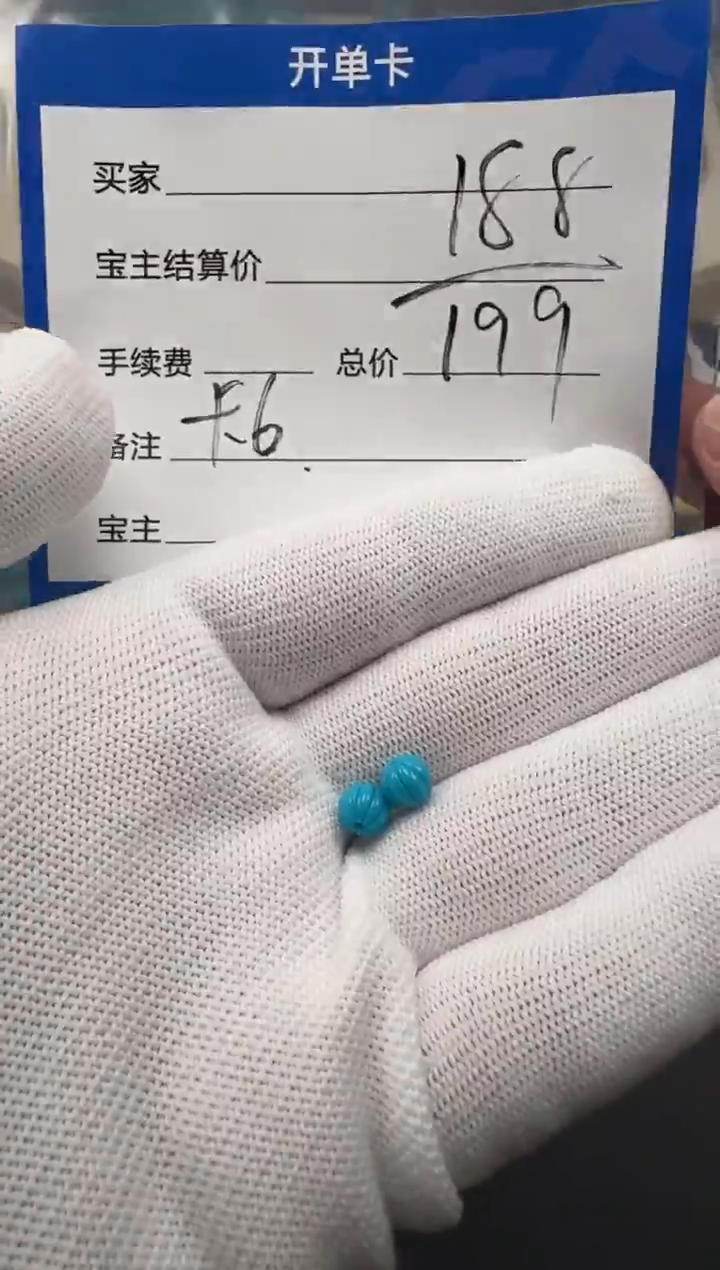 开单卡
买家 188
宝主结算价
手续费 总价 199
备注 卡6
宝主